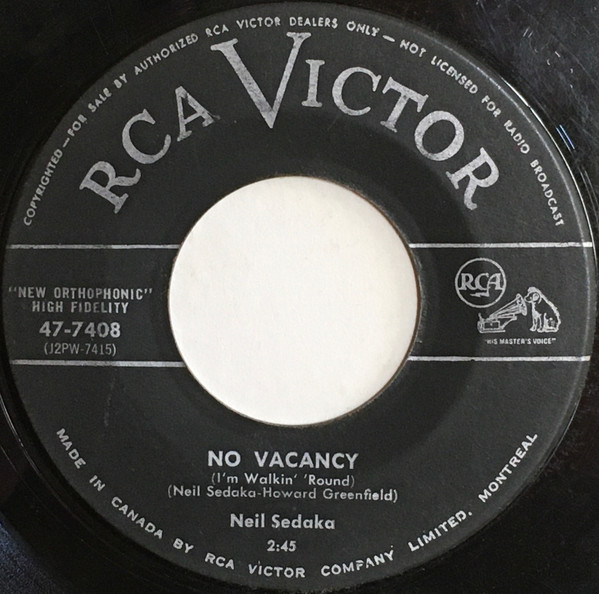 COPYRIGHTED—FOR SALE BY AUTHORIZED RCA VICTOR DEALERS ONLY — NOT LICENSED FOR RADIO BROADCAST
RCA VICTOR
"NEW ORTHOPHONIC"
HIGH FIDELITY
47-7408
(J2PW-7415)
RCA
"HIS MASTER'S VOICE"
NO VACANCY
(I'm Walkin' 'Round)
(Neil Sedaka-Howard Greenfield)
Neil Sedaka
2:45
MADE IN CANADA BY RCA VICTOR COMPANY LIMITED, MONTREAL